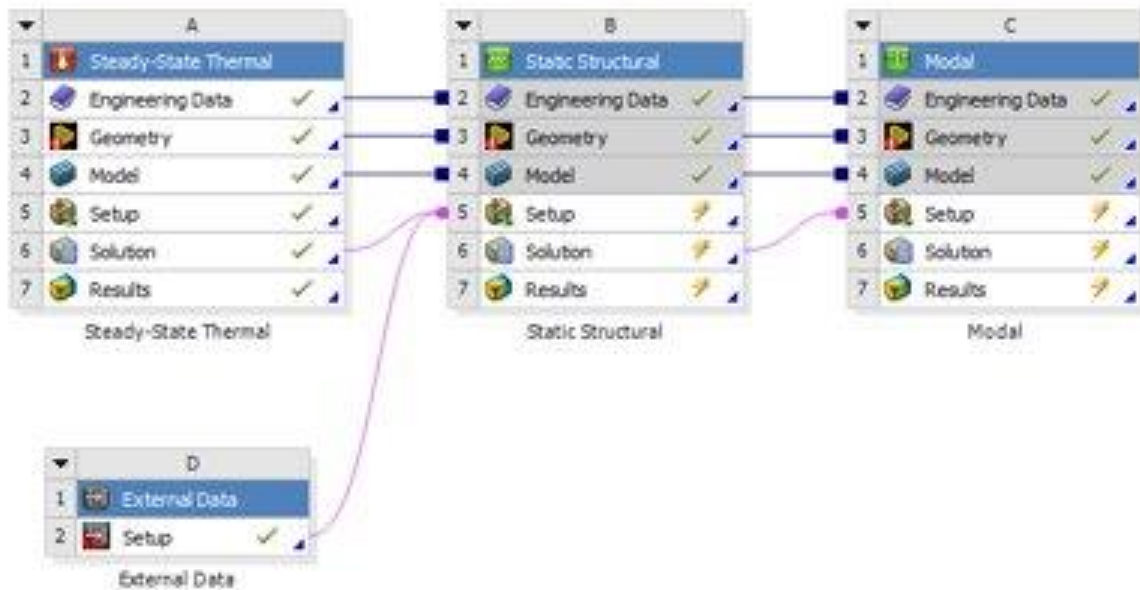 A
1 Steady-State Thermal
2 Engineering Data
3 Geometry
4 Model
5 Setup
6 Solution
7 Results
Steady-State Thermal
B
1 Static Structural
2 Engineering Data
3 Geometry
4 Model
5 Setup
6 Solution
7 Results
Static Structural
C
1 Modal
2 Engineering Data
3 Geometry
4 Model
5 Setup
6 Solution
7 Results
Modal
D
1 External Data
2 Setup
External Data